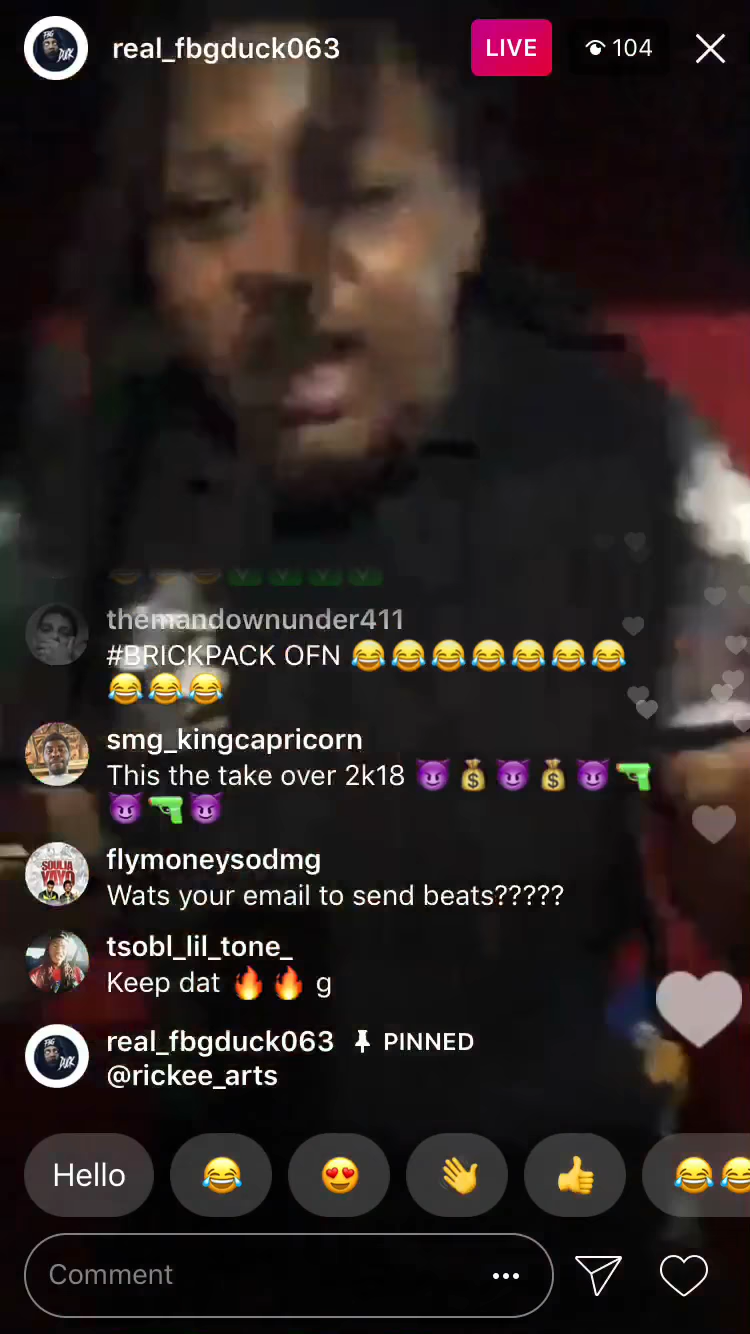 real_fbgduck063
LIVE
104
themandownunder411
#BRICKPACK OFN 😂😂😂😂😂😂😂
😂😂😂
smg_kingcapricorn
This the take over 2k18 😈💰😈💰😈🔫
😈🔫😈
flymoneysodmg
Wats your email to send beats?????
tsobl_lil_tone_
Keep dat 🔥🔥 g
real_fbgduck063 📌 PINNED
@rickee_arts
Hello 😂 😍 👋 👍 😂😂
Comment